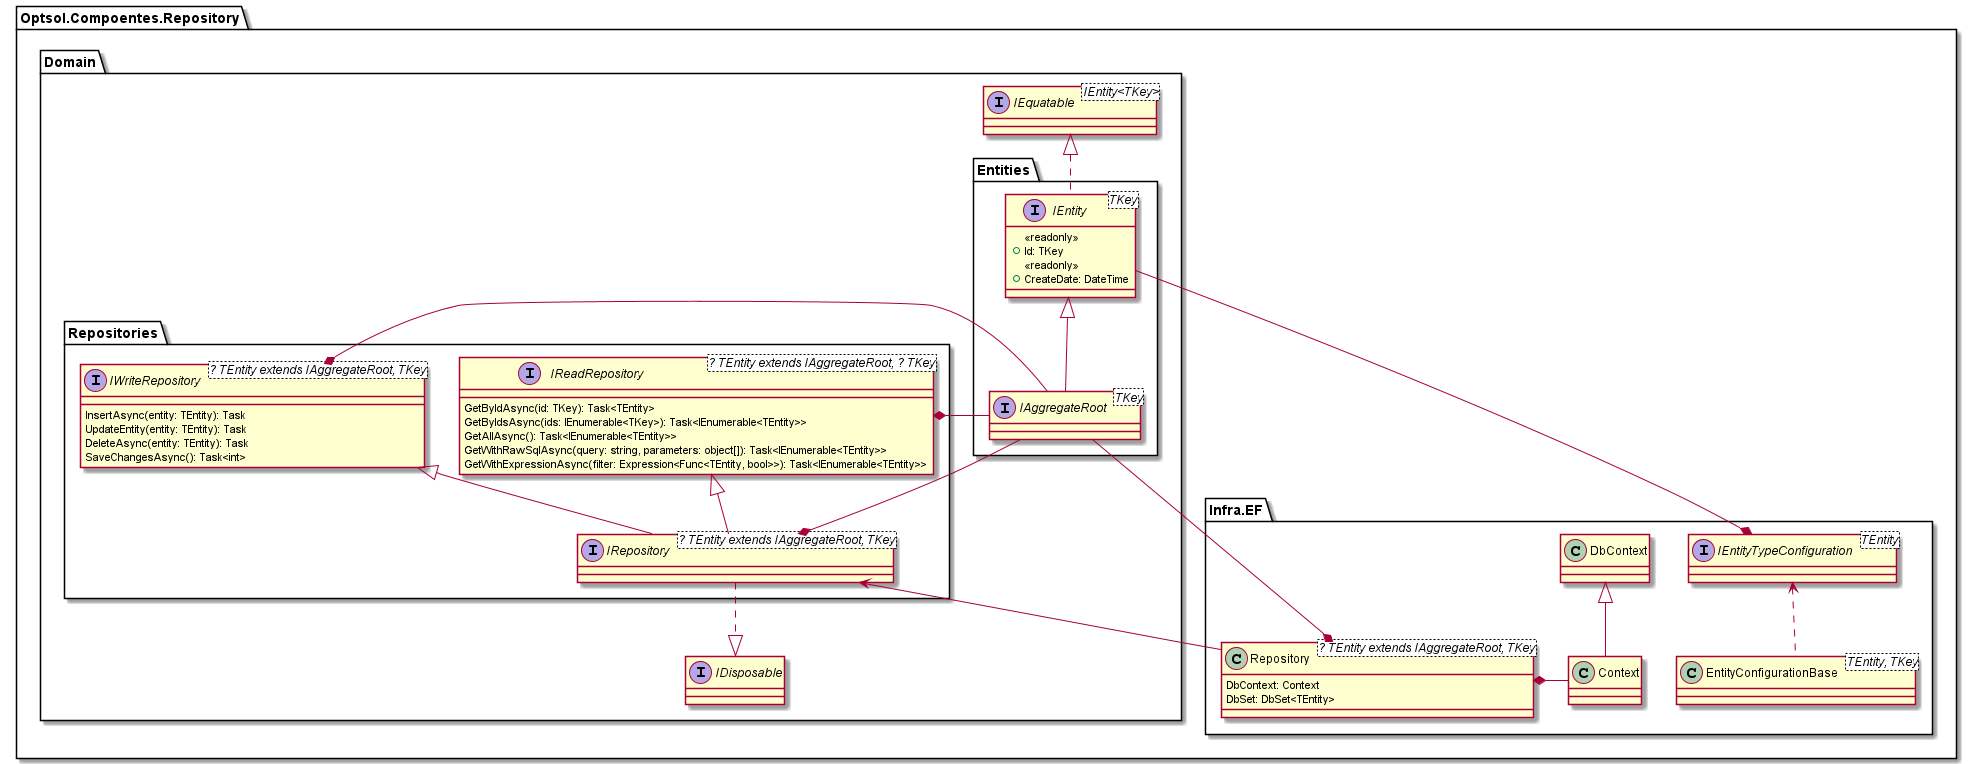 Optsol.Compoentes.Repository
Domain
I IEquatable
IEntity<TKey>
Entities
I IEntity
TKey
«readonly»
Id: TKey
«readonly»
CreateDate: DateTime
Repositories
I IWriteRepository
? TEntity extends IAggregateRoot, TKey
InsertAsync(entity: TEntity): Task
UpdateEntity(entity: TEntity): Task
DeleteAsync(entity: TEntity): Task
SaveChangesAsync(): Task<int>
I IReadRepository
? TEntity extends IAggregateRoot, ? TKey
GetByIdAsync(id: TKey): Task<TEntity>
GetByIdsAsync(ids: IEnumerable<TKey>): Task<IEnumerable<TEntity>>
GetAllAsync(): Task<IEnumerable<TEntity>>
GetWithRawSqlAsync(query: string, parameters: object[]): Task<IEnumerable<TEntity>>
GetWithExpressionAsync(filter: Expression<Func<TEntity, bool>>): Task<IEnumerable<TEntity>>
I IAggregateRoot
TKey
I IRepository
? TEntity extends IAggregateRoot, TKey
I IDisposable
Infra.EF
C DbContext
I IEntityTypeConfiguration
TEntity
C Repository
? TEntity extends IAggregateRoot, TKey
DbContext: Context
DbSet: DbSet<TEntity>
C Context
C EntityConfigurationBase
TEntity, TKey